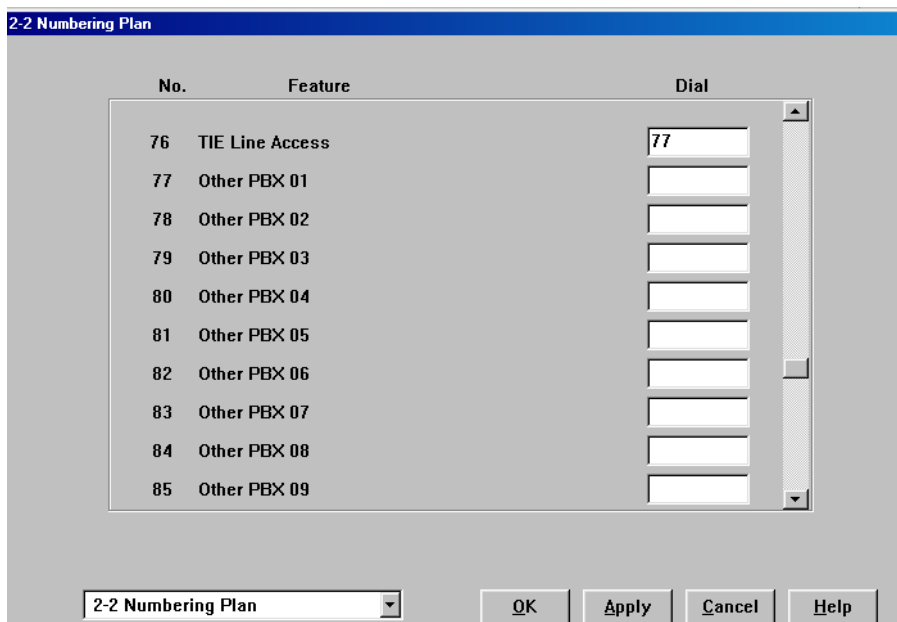 2-2 Numbering Plan
No. Feature Dial
76 TIE Line Access 77
77 Other PBX 01
78 Other PBX 02
79 Other PBX 03
80 Other PBX 04
81 Other PBX 05
82 Other PBX 06
83 Other PBX 07
84 Other PBX 08
85 Other PBX 09
2-2 Numbering Plan OK Apply Cancel Help